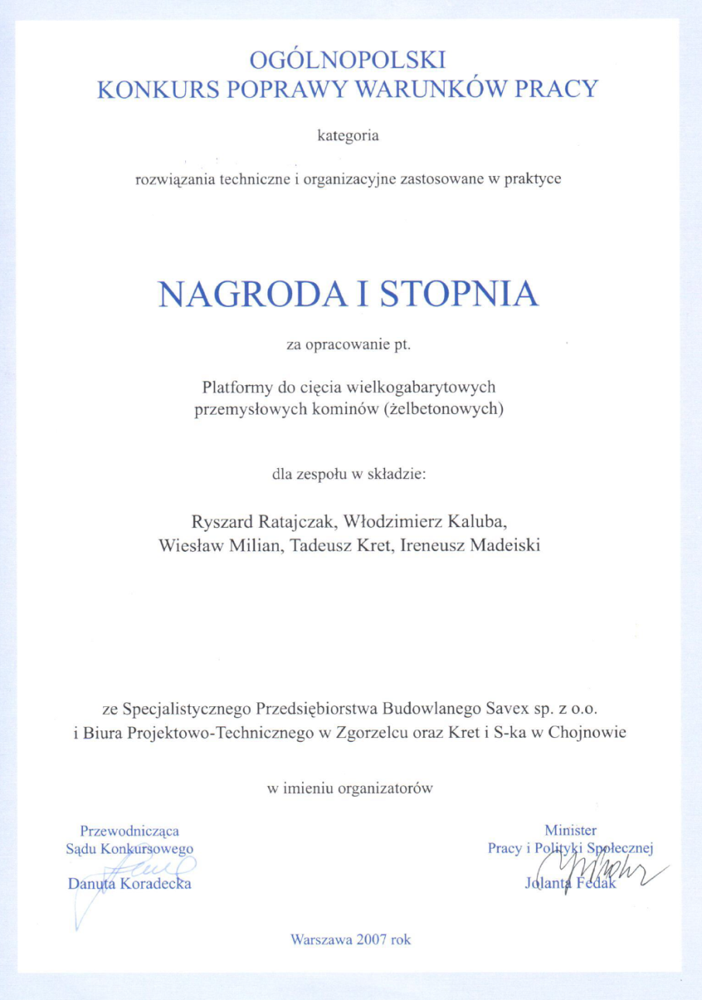 OGÓLNOPOLSKI
KONKURS POPRAWY WARUNKÓW PRACY
kategoria
rozwiązania techniczne i organizacyjne zastosowane w praktyce
NAGRODA I STOPNIA
za opracowanie pt.
Platformy do cięcia wielkogabarytowych
przemysłowych kominów (żelbetonowych)
dla zespołu w składzie:
Ryszard Ratajczak, Włodzimierz Kaluba,
Wiesław Milian, Tadeusz Kret, Ireneusz Madeiski
ze Specjalistycznego Przedsiębiorstwa Budowlanego Savex sp. z o.o.
i Biura Projektowo-Technicznego w Zgorzelcu oraz Kret i S-ka w Chojnowie
w imieniu organizatorów
Przewodnicząca
Sądu Konkursowego
Danuta Koradecka
Minister
Pracy i Polityki Społecznej
Jolanta Fedak
Warszawa 2007 rok